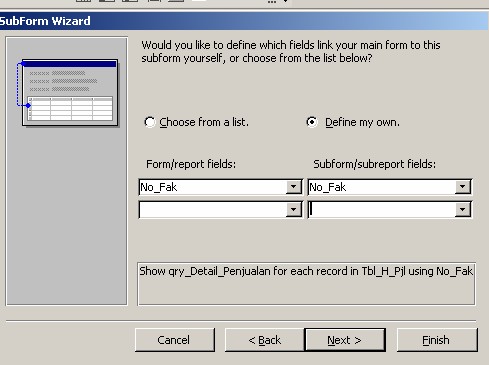 SubForm Wizard
Would you like to define which fields link your main form to this
subform yourself, or choose from the list below?
Choose from a list.
Define my own.
Form/report fields:
Subform/subreport fields:
No_Fak
No_Fak
Show qry_Detail_Penjualan for each record in Tbl_H_Pjl using No_Fak
Cancel
< Back
Next >
Finish